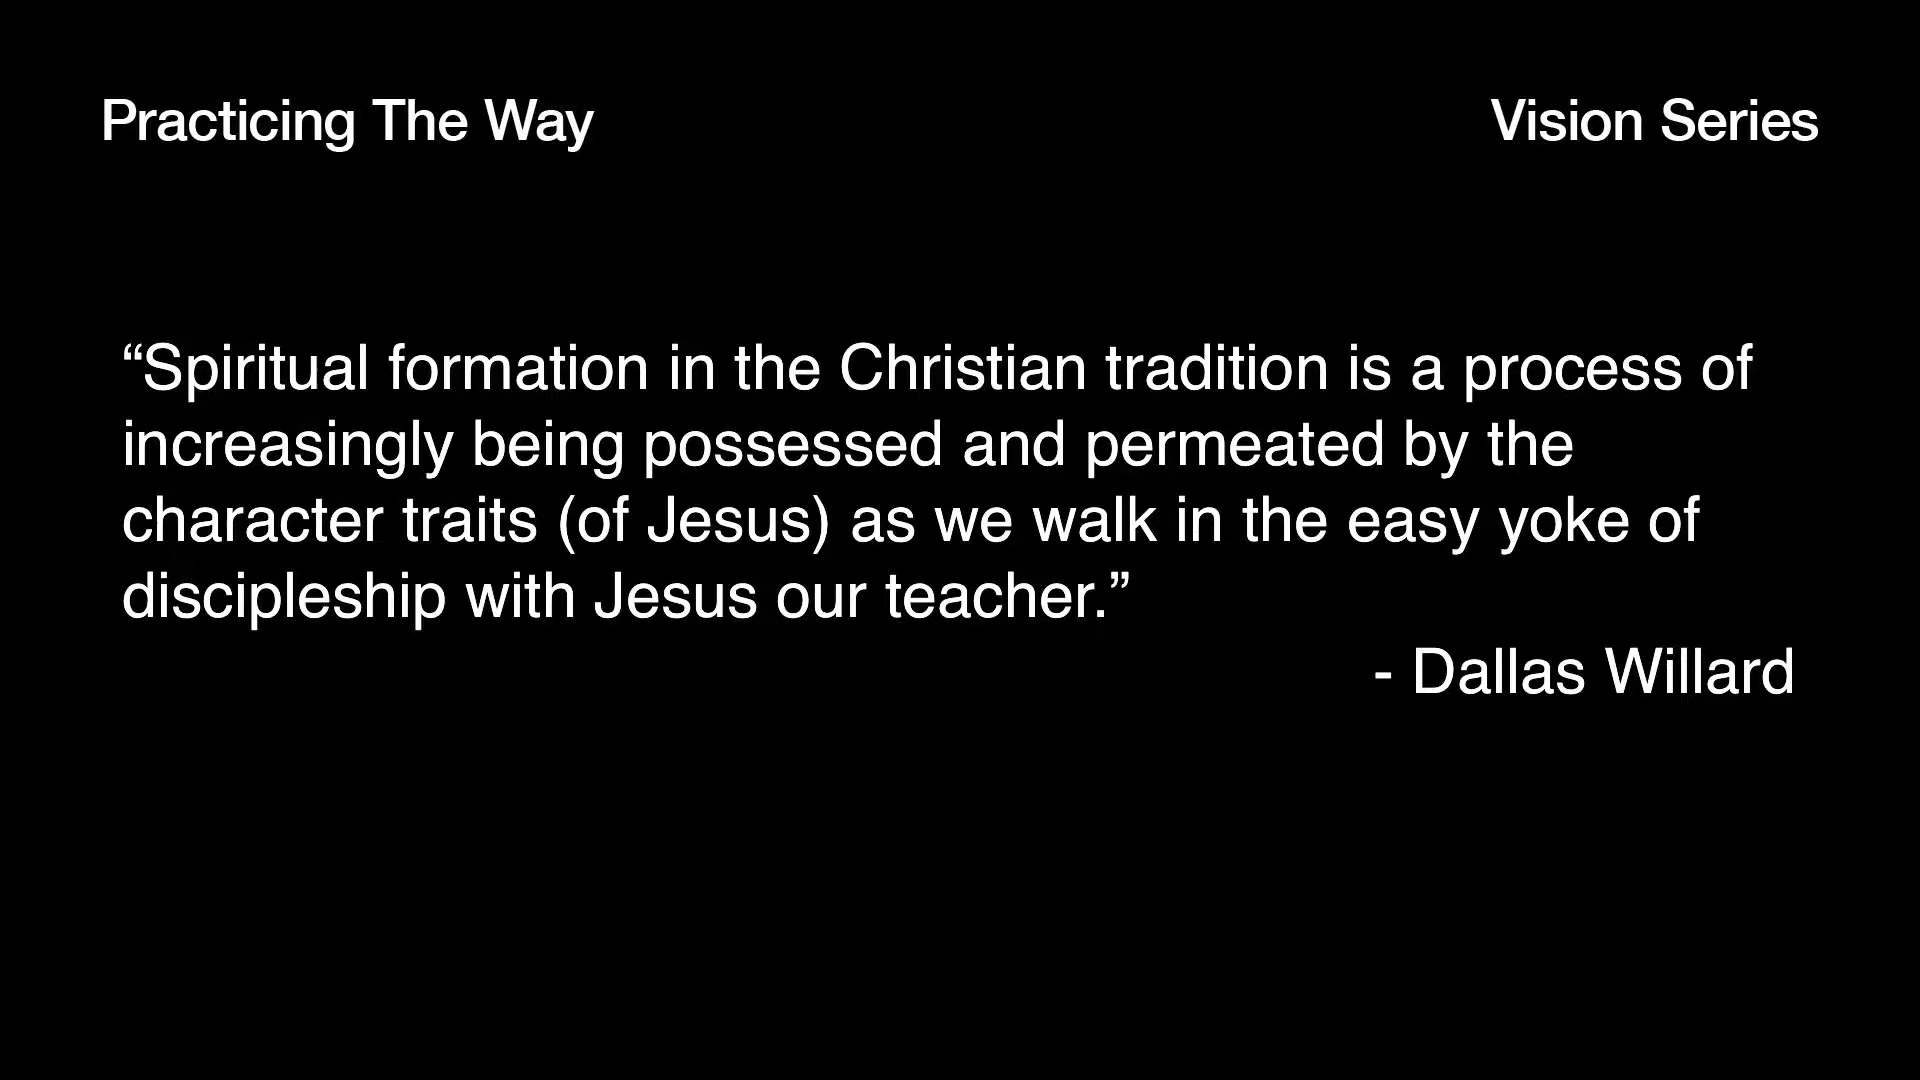 Practicing The Way
Vision Series
“Spiritual formation in the Christian tradition is a process of
increasingly being possessed and permeated by the
character traits (of Jesus) as we walk in the easy yoke of
discipleship with Jesus our teacher.”
- Dallas Willard